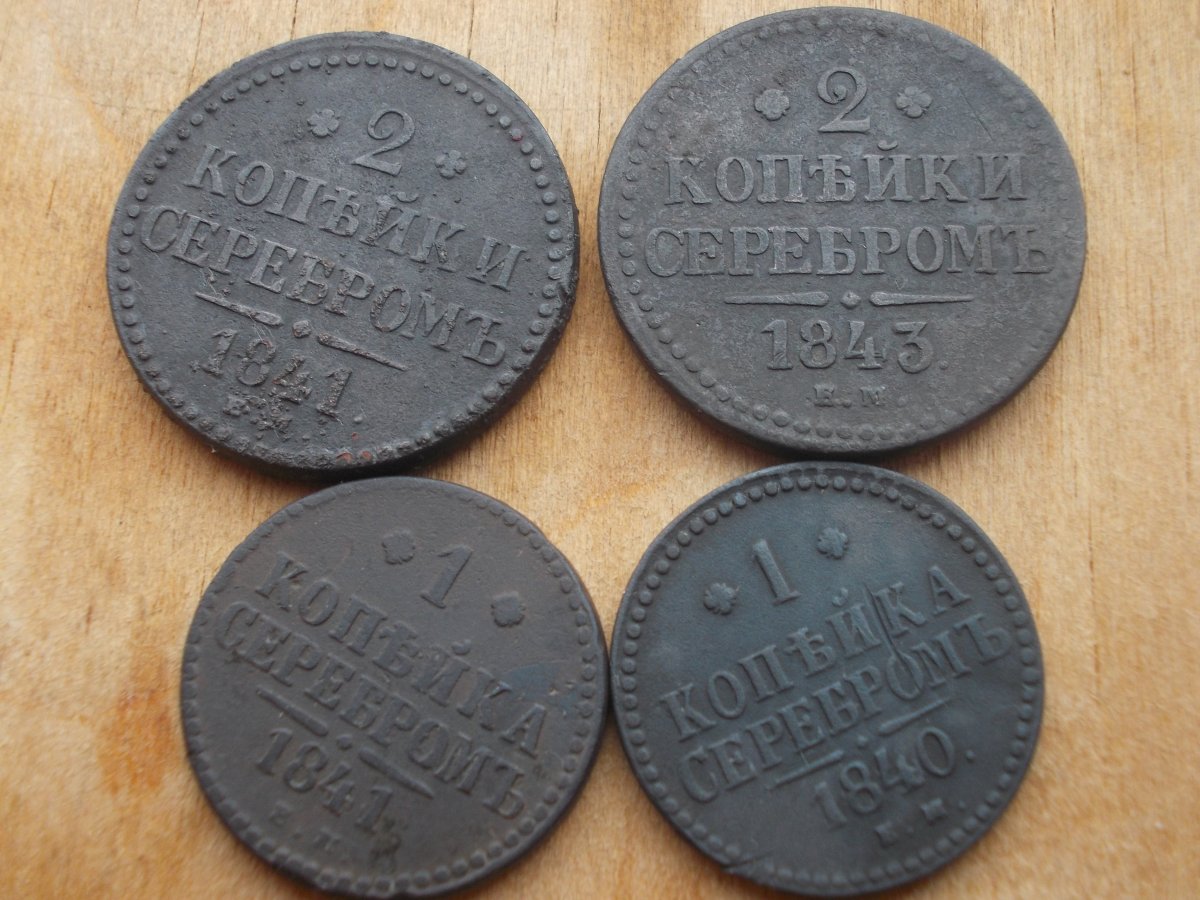 2
КОПѢЙКИ
СЕРЕБРОМЪ
1841.
Е.М.
2
КОПѢЙКИ
СЕРЕБРОМЪ
1843.
Е.М.
1
КОПѢЙКА
СЕРЕБРОМЪ
1841.
1
КОПѢЙКА
СЕРЕБРОМЪ
1840.